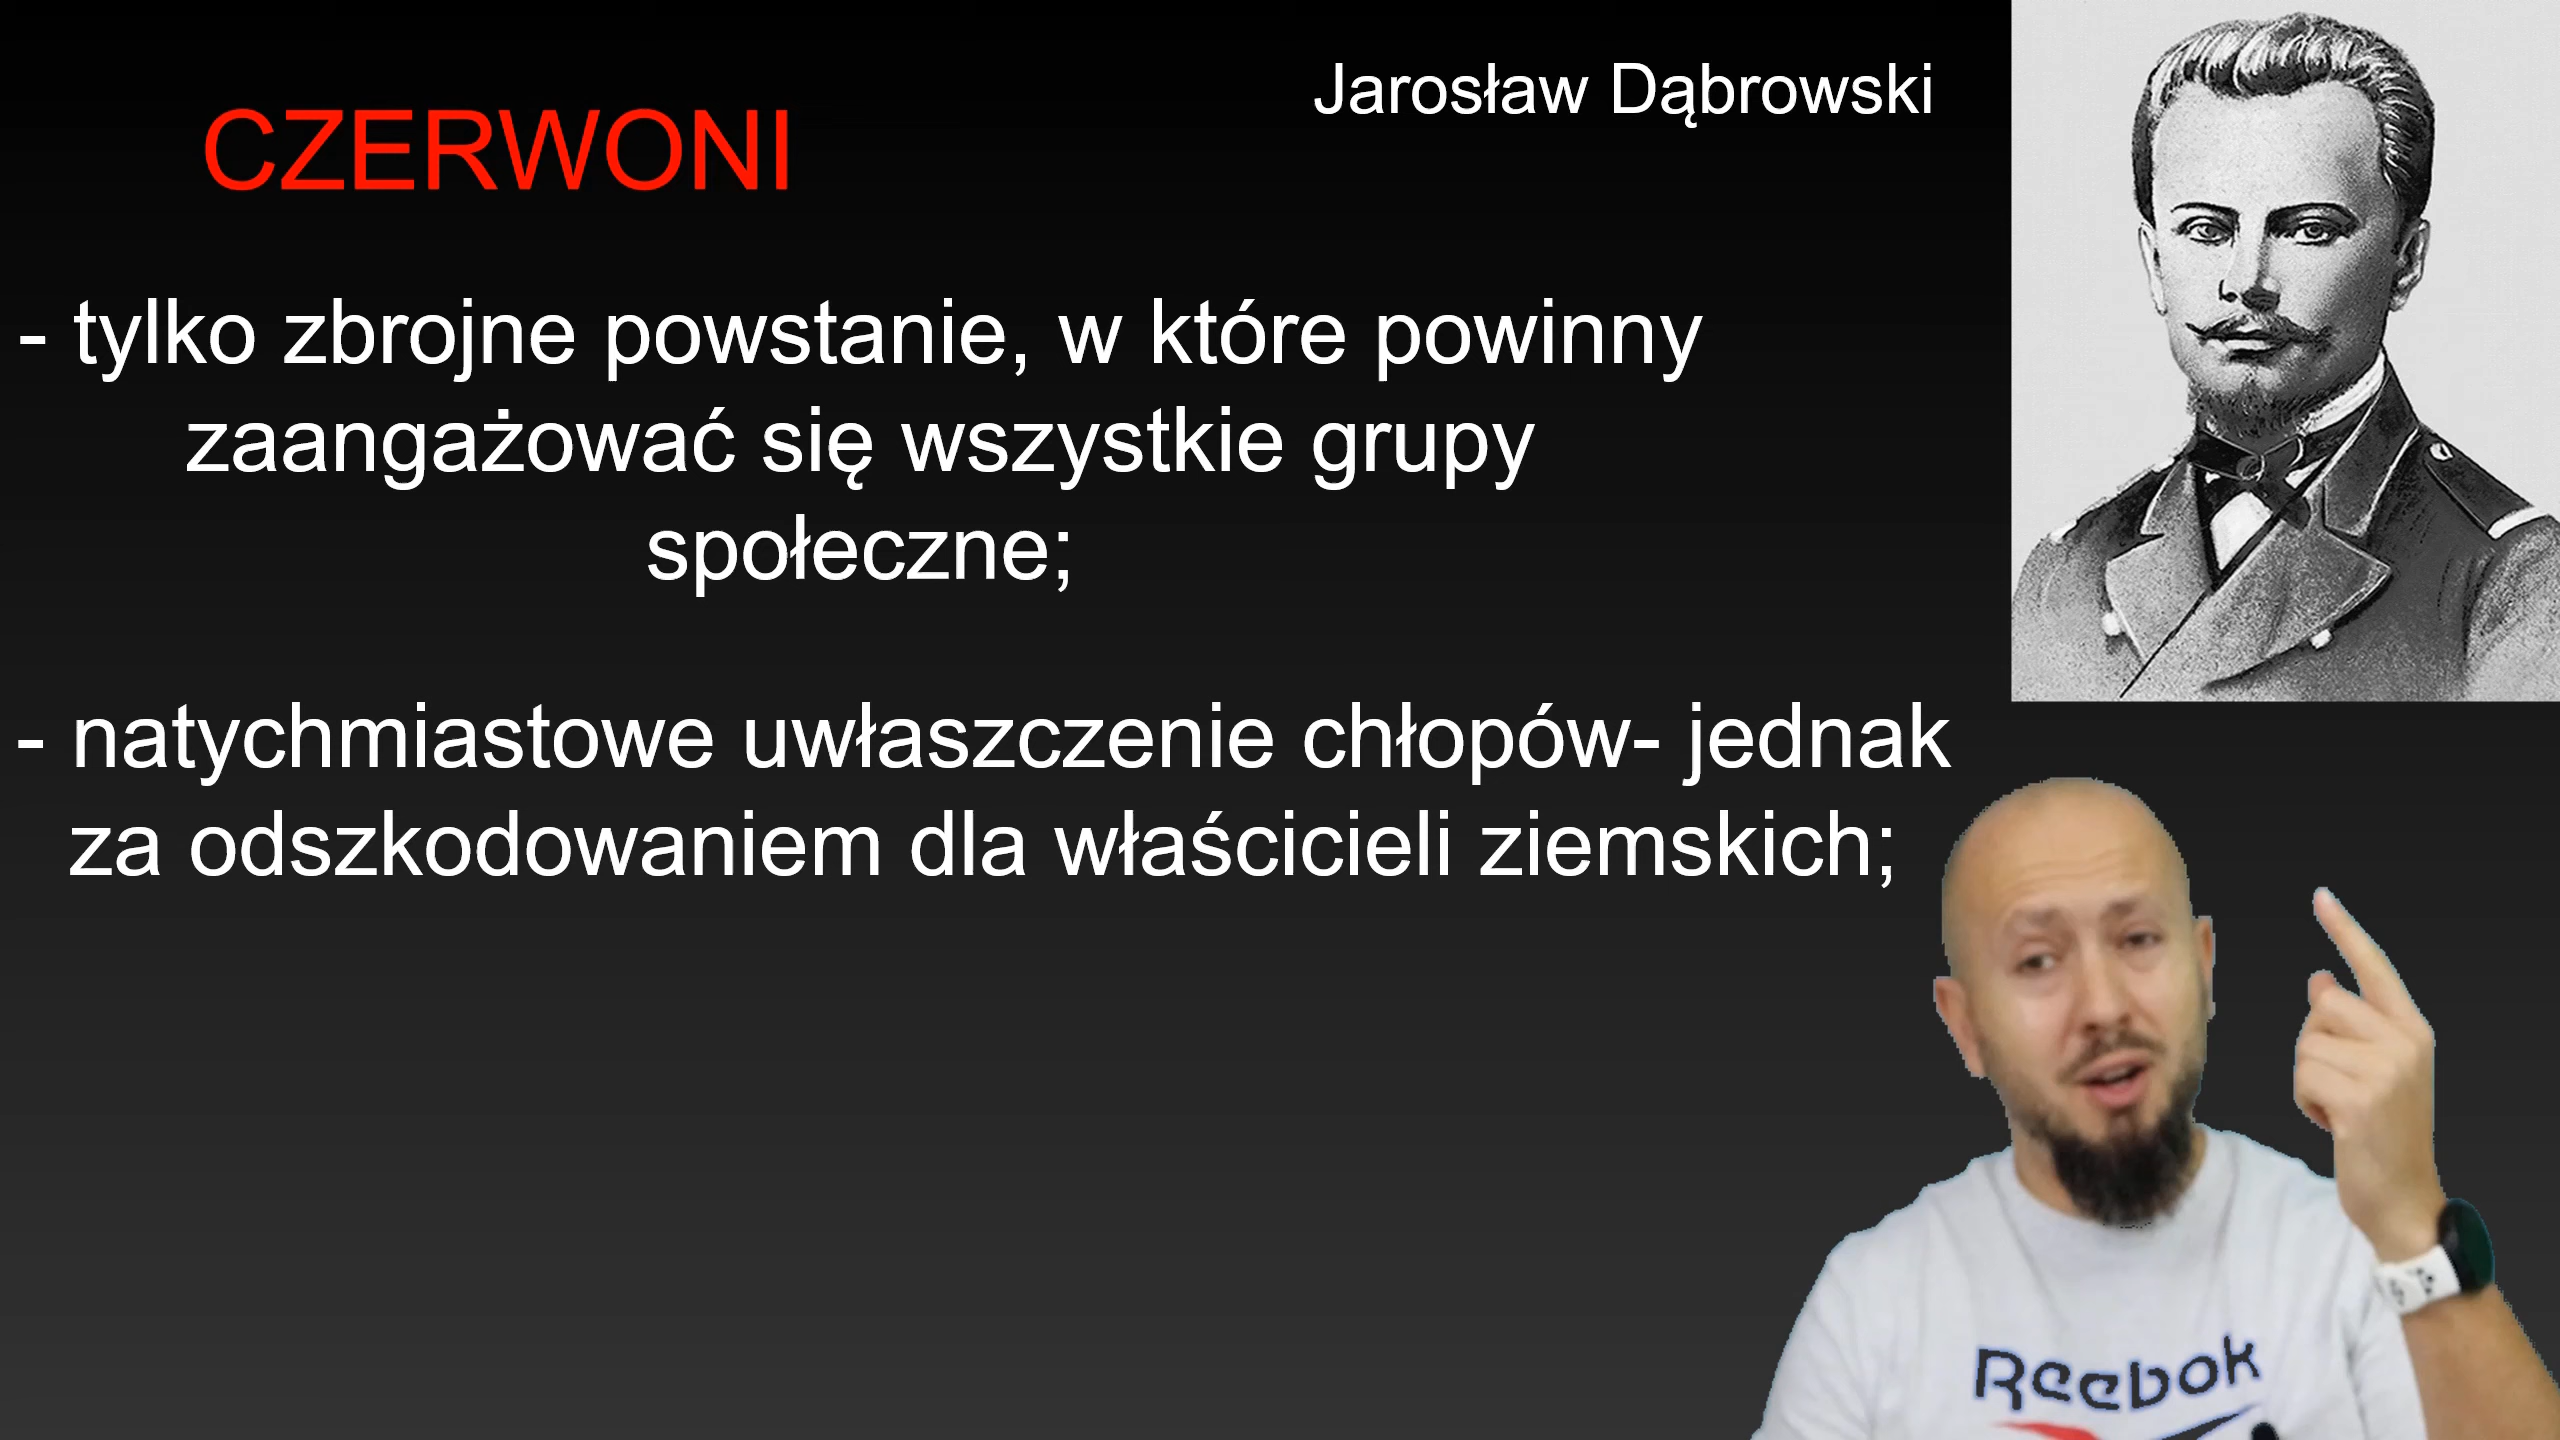 Jarosław Dąbrowski
CZERWONI
- tylko zbrojne powstanie, w które powinny
zaangażować się wszystkie grupy
społeczne;
- natychmiastowe uwłaszczenie chłopów- jednak
za odszkodowaniem dla właścicieli ziemskich;
Reebok